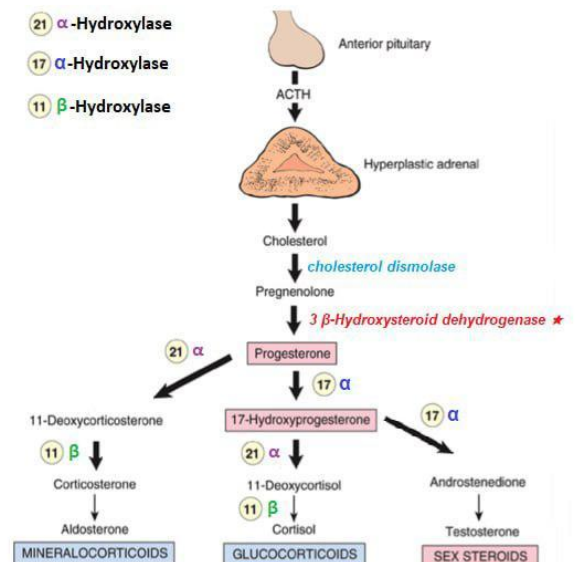 21 α -Hydroxylase
17 α-Hydroxylase
11 β -Hydroxylase
Anterior pituitary
ACTH
Hyperplastic adrenal
Cholesterol
cholesterol dismolase
Pregnenolone
3 β-Hydroxysteroid dehydrogenase ★
21 α
Progesterone
17 α
17 α
11-Deoxycorticosterone
17-Hydroxyprogesterone
11 β
21 α
Corticosterone
11-Deoxycortisol
Androstenedione
11 β
Aldosterone
Cortisol
Testosterone
MINERALOCORTICOIDS
GLUCOCORTICOIDS
SEX STEROIDS